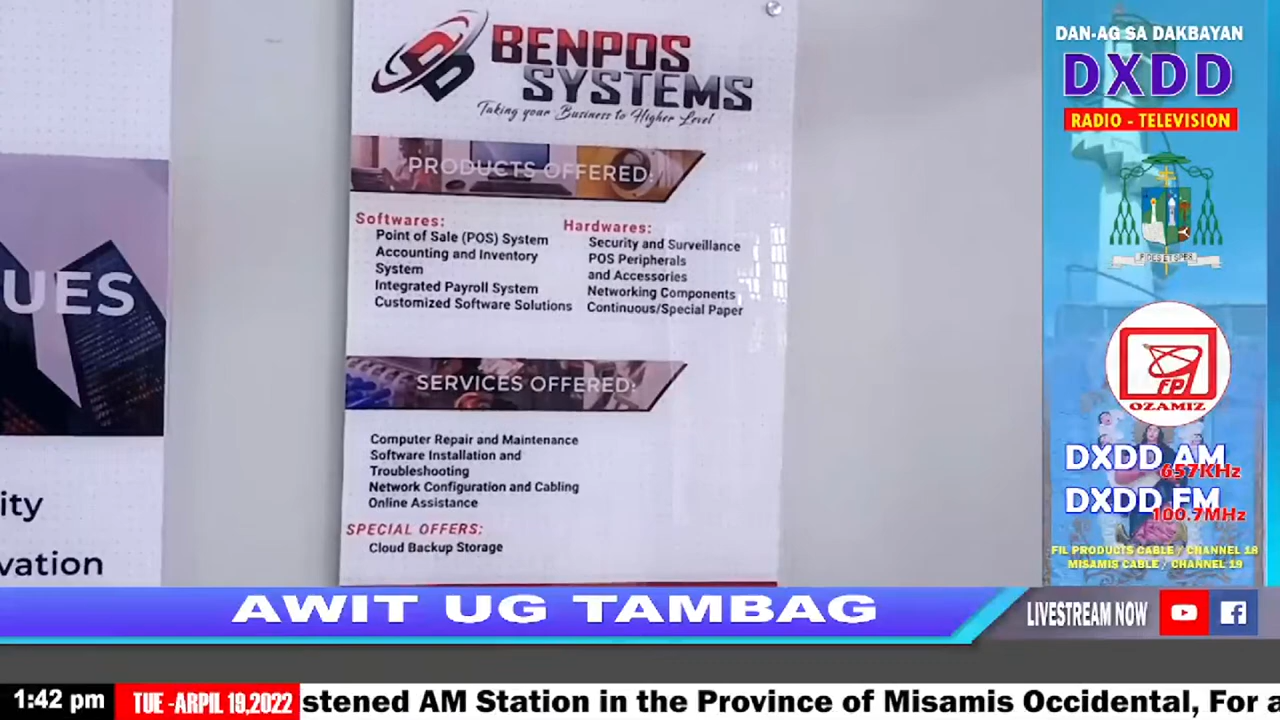 BENPOS
SYSTEMS
Taking your Business to Higher Level
PRODUCTS OFFERED:
Softwares:
Point of Sale (POS) System
Accounting and Inventory
System
Integrated Payroll System
Customized Software Solutions
Hardwares:
Security and Surveillance
POS Peripherals
and Accessories
Networking Components
Continuous/Special Paper
SERVICES OFFERED:
Computer Repair and Maintenance
Software Installation and
Troubleshooting
Network Configuration and Cabling
Online Assistance
SPECIAL OFFERS:
Cloud Backup Storage
UES
ity
vation
DAN-AG SA DAKBAYAN
DXDD
RADIO - TELEVISION
FP
OZAMIZ
DXDD AM
657KHz
DXDD FM
100.7MHz
FIL PRODUCTS CABLE / CHANNEL 18
MISAMIS CABLE / CHANNEL 19
AWIT UG TAMBAG
LIVESTREAM NOW
1:42 pm
TUE -ARPIL 19,2022
stened AM Station in the Province of Misamis Occidental, For a